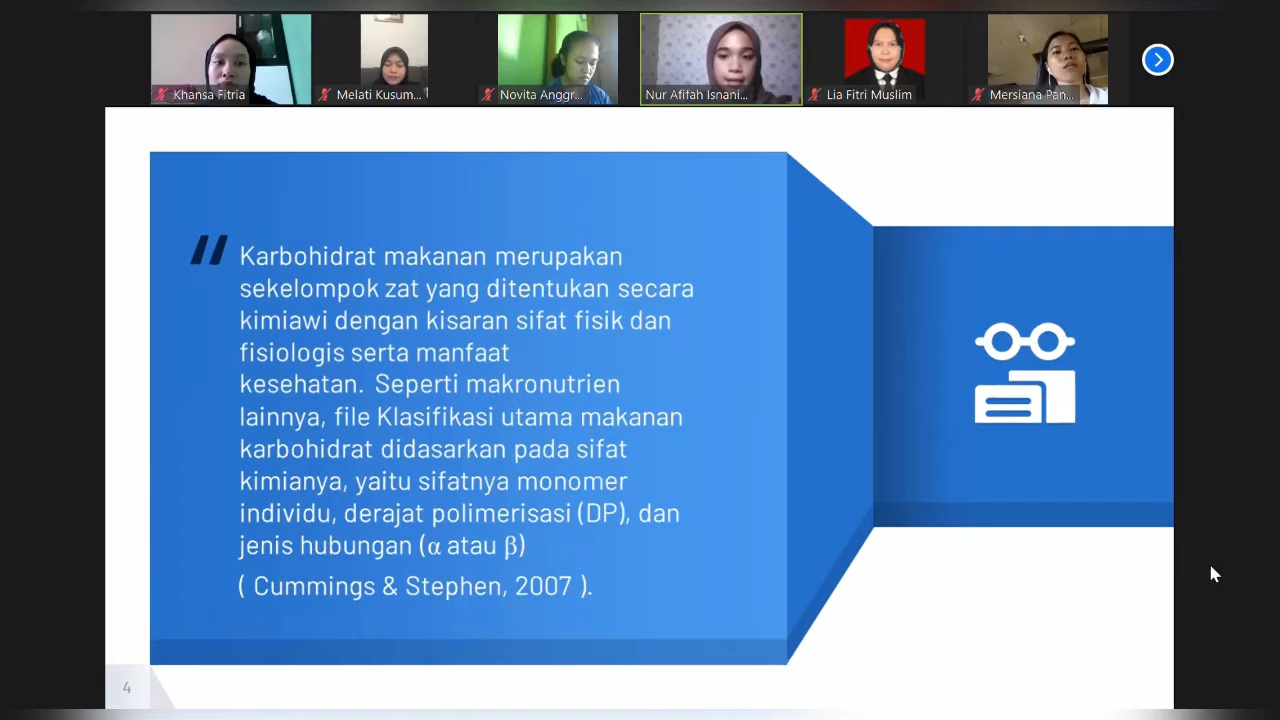 Khansa Fitria
Melati Kusum...
Novita Anggr...
Nur Afifah Isnani...
Lia Fitri Muslim
Mersiana Pan...
" Karbohidrat makanan merupakan
sekelompok zat yang ditentukan secara
kimiawi dengan kisaran sifat fisik dan
fisiologis serta manfaat
kesehatan. Seperti makronutrien
lainnya, file Klasifikasi utama makanan
karbohidrat didasarkan pada sifat
kimianya, yaitu sifatnya monomer
individu, derajat polimerisasi (DP), dan
jenis hubungan (α atau β)
( Cummings & Stephen, 2007 ).
4